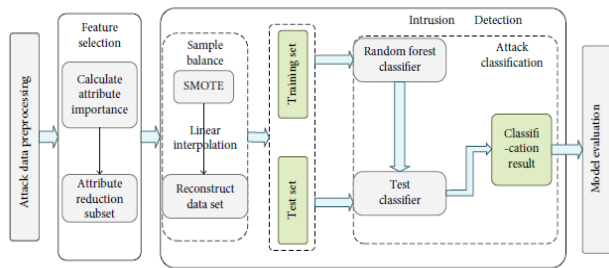 Attack data preprocessing
Feature
selection
Calculate
attribute
importance
Attribute
reduction
subset
Sample
balance
SMOTE
Linear
interpolation
Reconstruct
data set
Training set
Test set
Intrusion Detection
Random forest
classifier
Attack
classification
Test
classifier
Classifi
-cation
result
Model evaluation